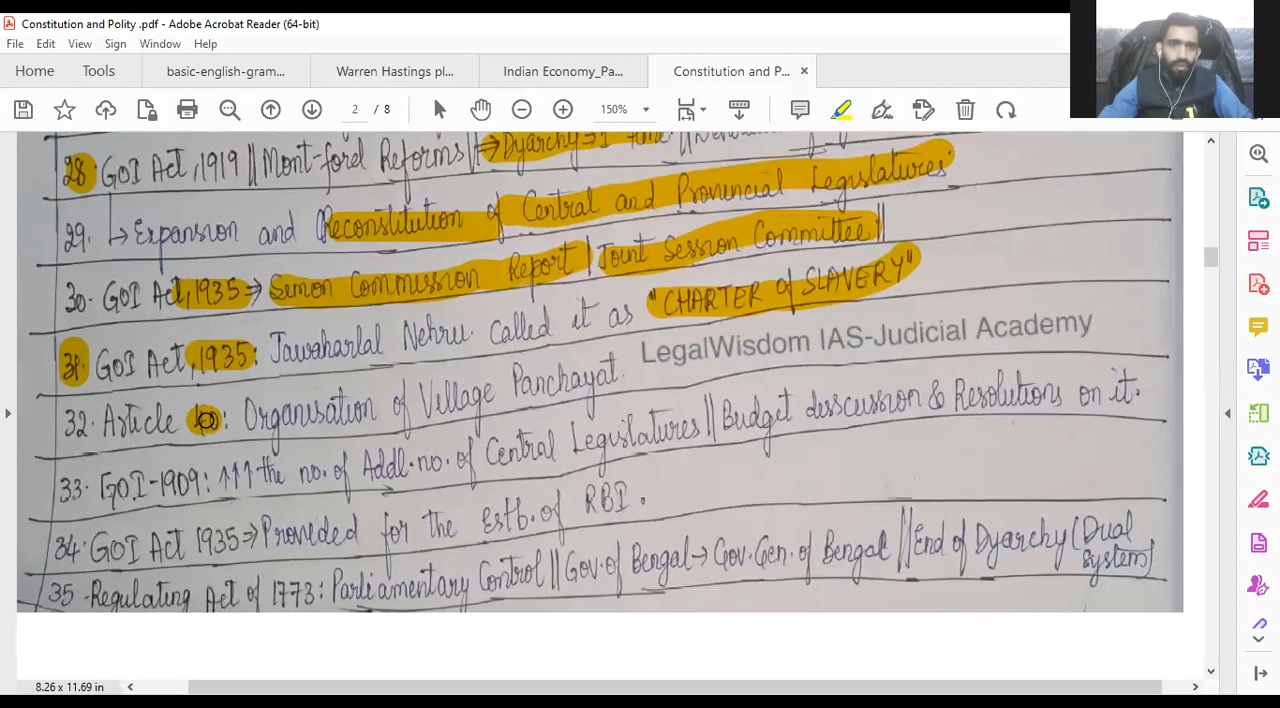 Constitution and Polity .pdf - Adobe Acrobat Reader (64-bit)
File Edit View Sign Window Help
Home Tools basic-english-gram... Warren Hastings pl... Indian Economy_Pa... Constitution and P... ×
2 / 8 150%
28. GOI Act, 1919 || Mont-ford Reforms || ⇒ Dyarchy ⇒ I time
29. ↳ Expansion and Reconstitution of Central and Provincial Legislatures
30. GOI Act, 1935 ⇒ Simon Commission Report | Joint Session Committee ||
31. GOI Act, 1935: Jawaharlal Nehru called it as "CHARTER of SLAVERY"
LegalWisdom IAS-Judicial Academy
32. Article 40: Organisation of Village Panchayat.
33. GOI-1909: ↑↑↑ the no. of Addl. no. of Central Legislatures || Budget desscussion & Resolutions on it.
34. GOI Act 1935 ⇒ Provided for the Estb. of RBI.
35. Regulating Act of 1773: Parliamentary Control || Gov. of Bengal → Gov. Gen. of Bengal || End of Dyarchy (Dual System)
8.26 x 11.69 in